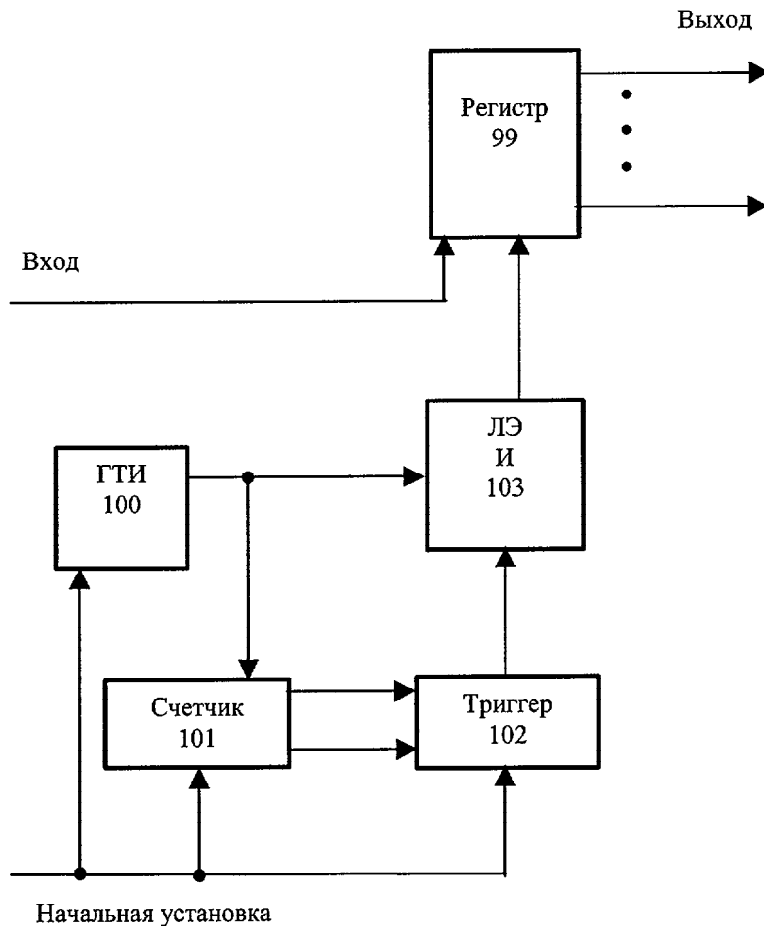 Выход
Регистр
99
Вход
ЛЭ
И
103
ГТИ
100
Счетчик
101
Триггер
102
Начальная установка